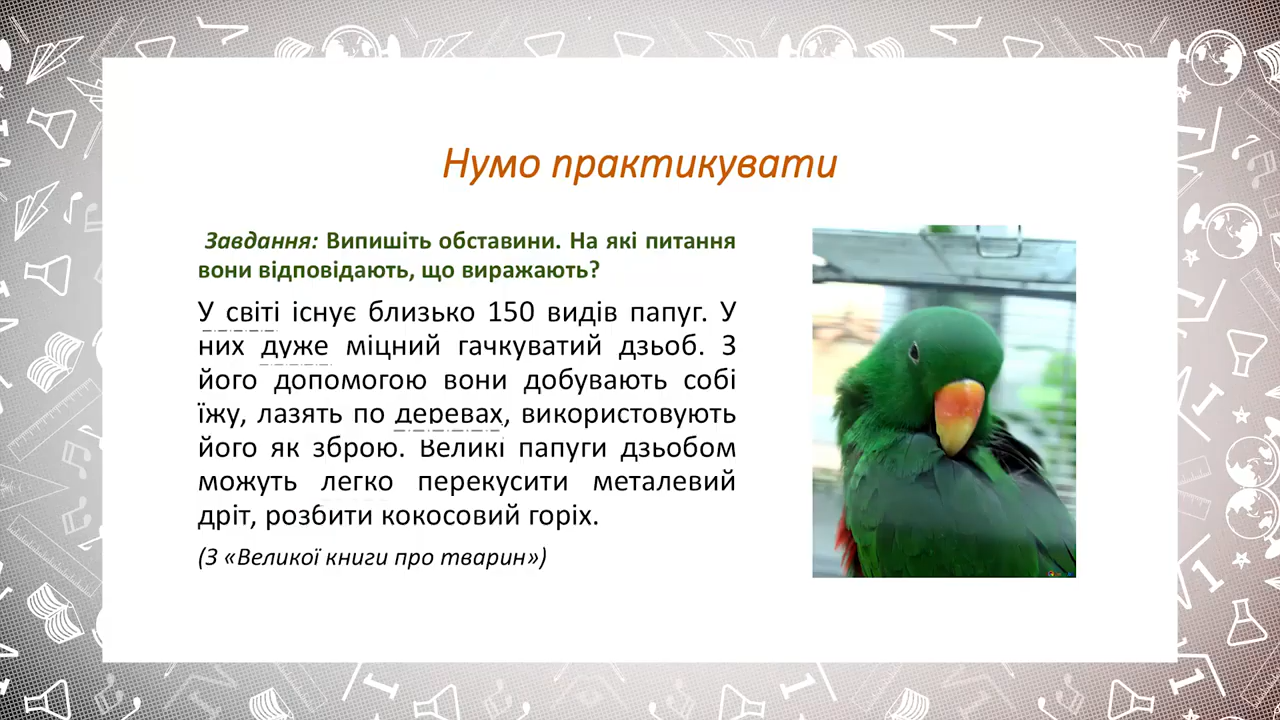 Нумо практикувати
Завдання: Випишіть обставини. На які питання
вони відповідають, що виражають?
У світі існує близько 150 видів папуг. У
них дуже міцний гачкуватий дзьоб. З
його допомогою вони добувають собі
їжу, лазять по деревах, використовують
його як зброю. Великі папуги дзьобом
можуть легко перекусити металевий
дріт, розбити кокосовий горіх.
(З «Великої книги про тварин»)